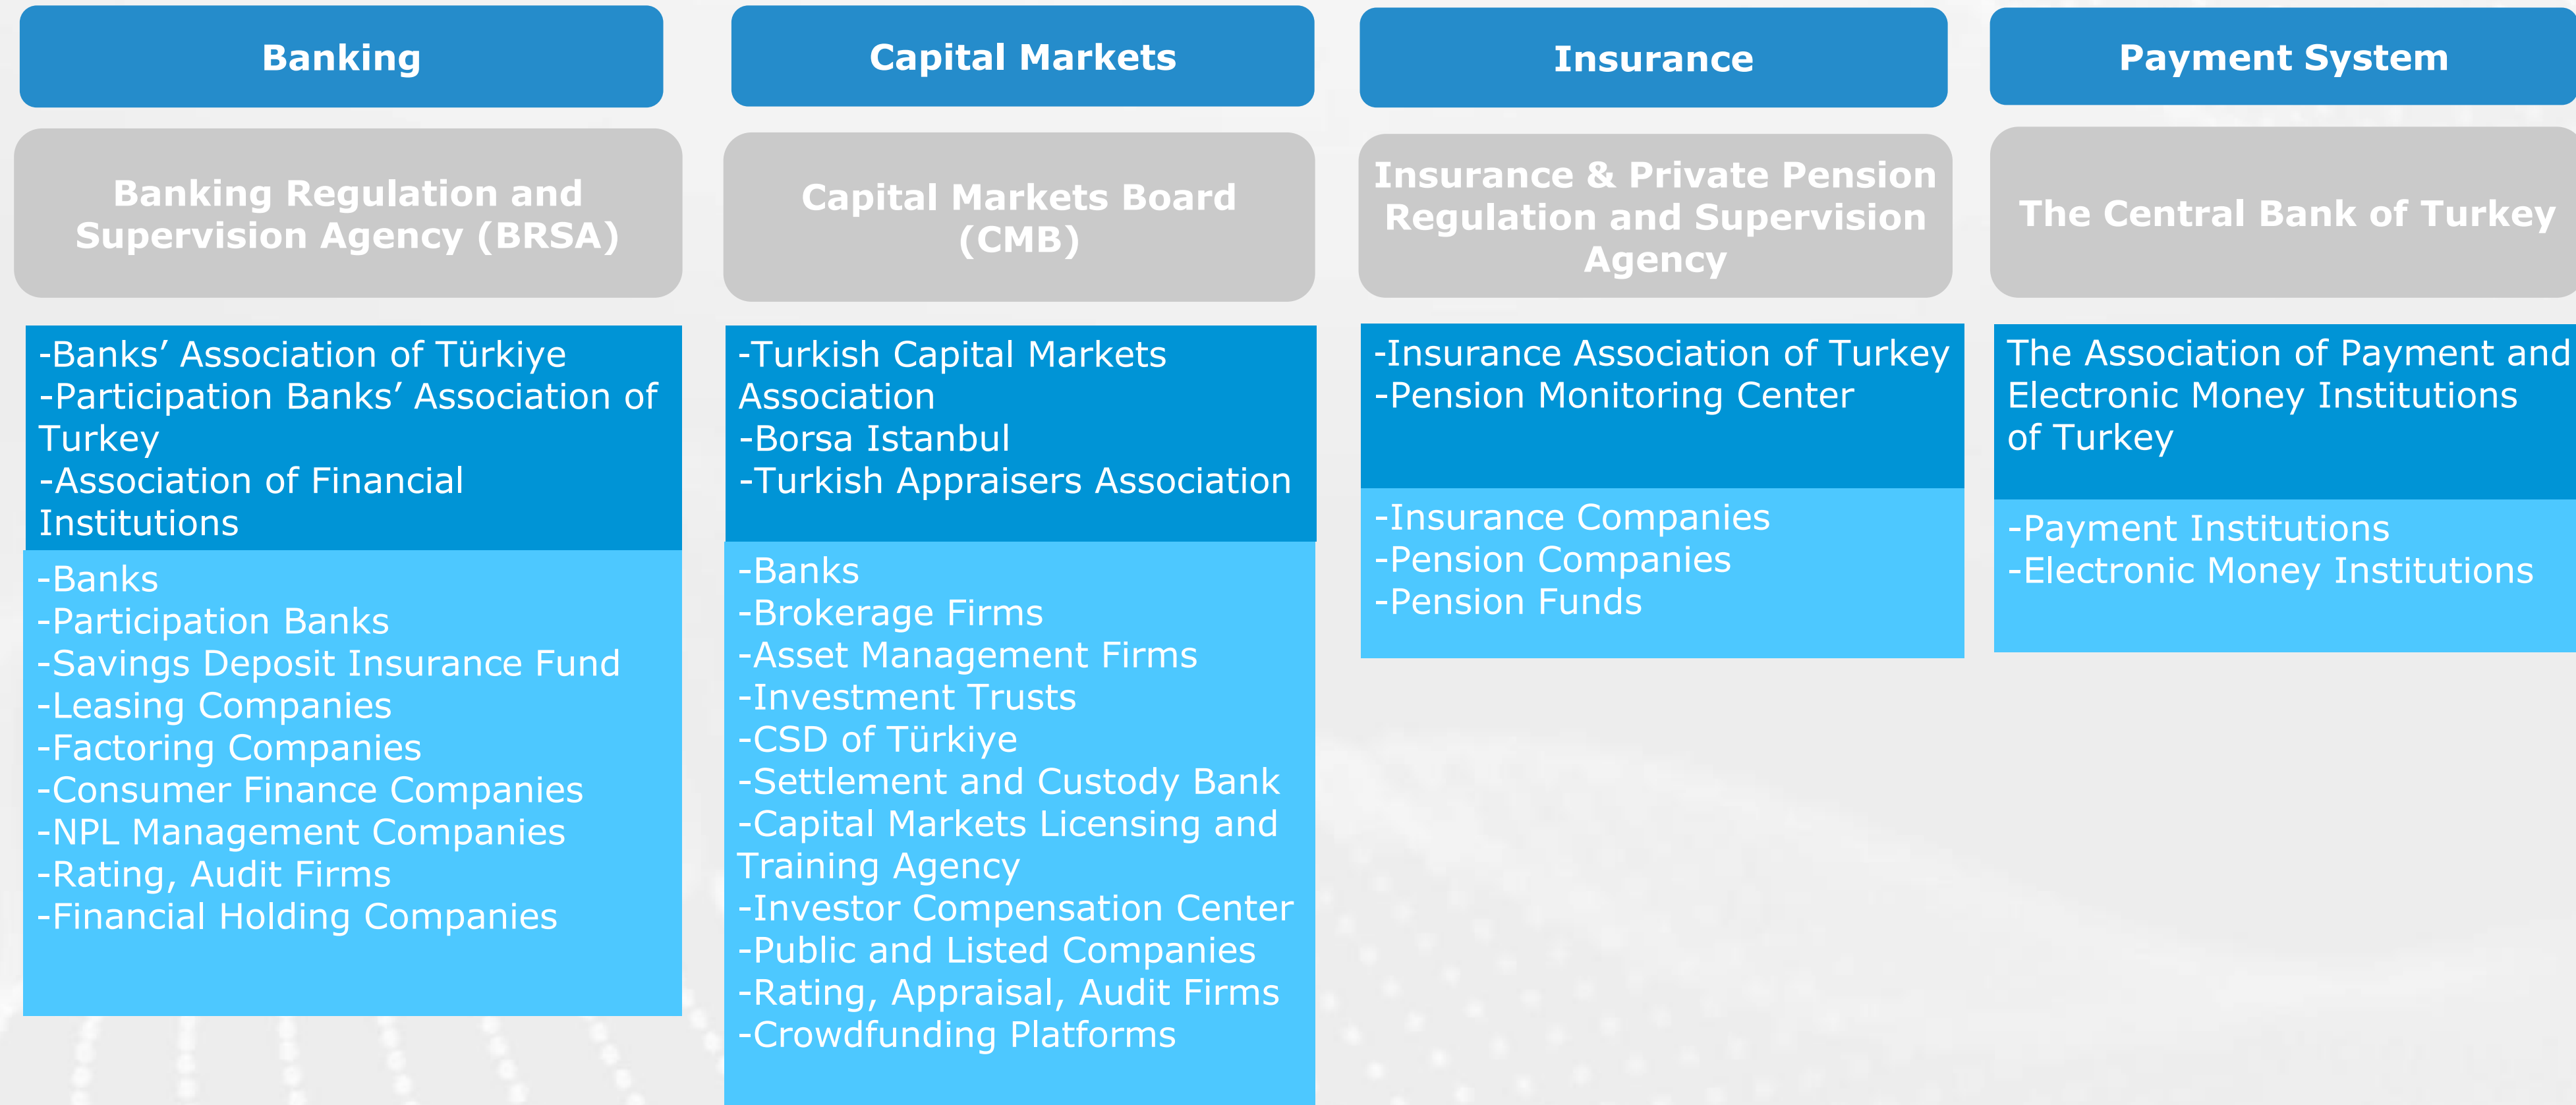 Banking
Banking Regulation and
Supervision Agency (BRSA)
-Banks’ Association of Türkiye
-Participation Banks’ Association of
Turkey
-Association of Financial
Institutions
-Banks
-Participation Banks
-Savings Deposit Insurance Fund
-Leasing Companies
-Factoring Companies
-Consumer Finance Companies
-NPL Management Companies
-Rating, Audit Firms
-Financial Holding Companies
Capital Markets
Capital Markets Board
(CMB)
-Turkish Capital Markets
Association
-Borsa Istanbul
-Turkish Appraisers Association
-Banks
-Brokerage Firms
-Asset Management Firms
-Investment Trusts
-CSD of Türkiye
-Settlement and Custody Bank
-Capital Markets Licensing and
Training Agency
-Investor Compensation Center
-Public and Listed Companies
-Rating, Appraisal, Audit Firms
-Crowdfunding Platforms
Insurance
Insurance & Private Pension
Regulation and Supervision
Agency
-Insurance Association of Turkey
-Pension Monitoring Center
-Insurance Companies
-Pension Companies
-Pension Funds
Payment System
The Central Bank of Turkey
The Association of Payment and
Electronic Money Institutions
of Turkey
-Payment Institutions
-Electronic Money Institutions